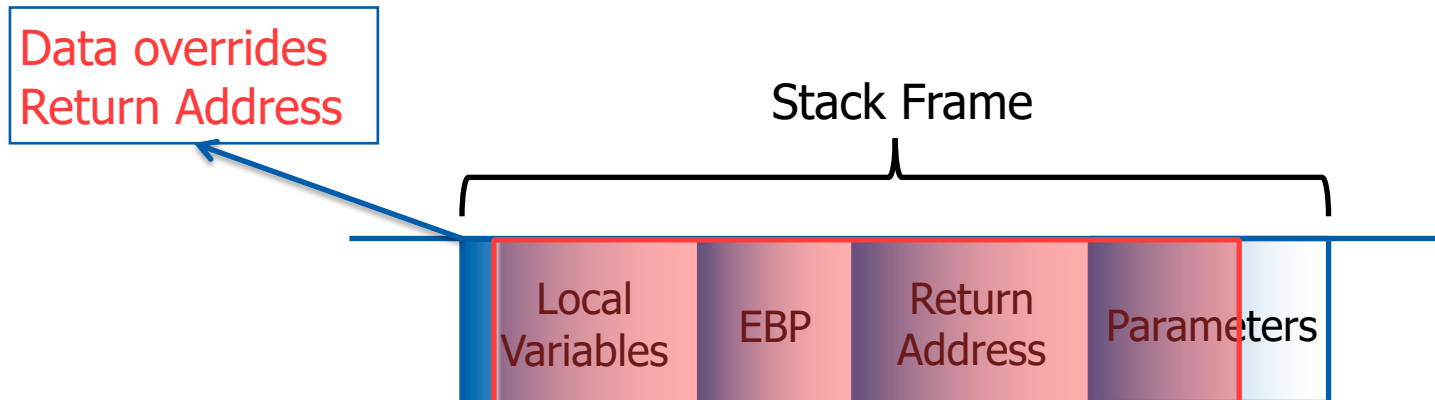 Data overrides
Return Address
Stack Frame
Local
Variables
EBP
Return
Address
Parameters